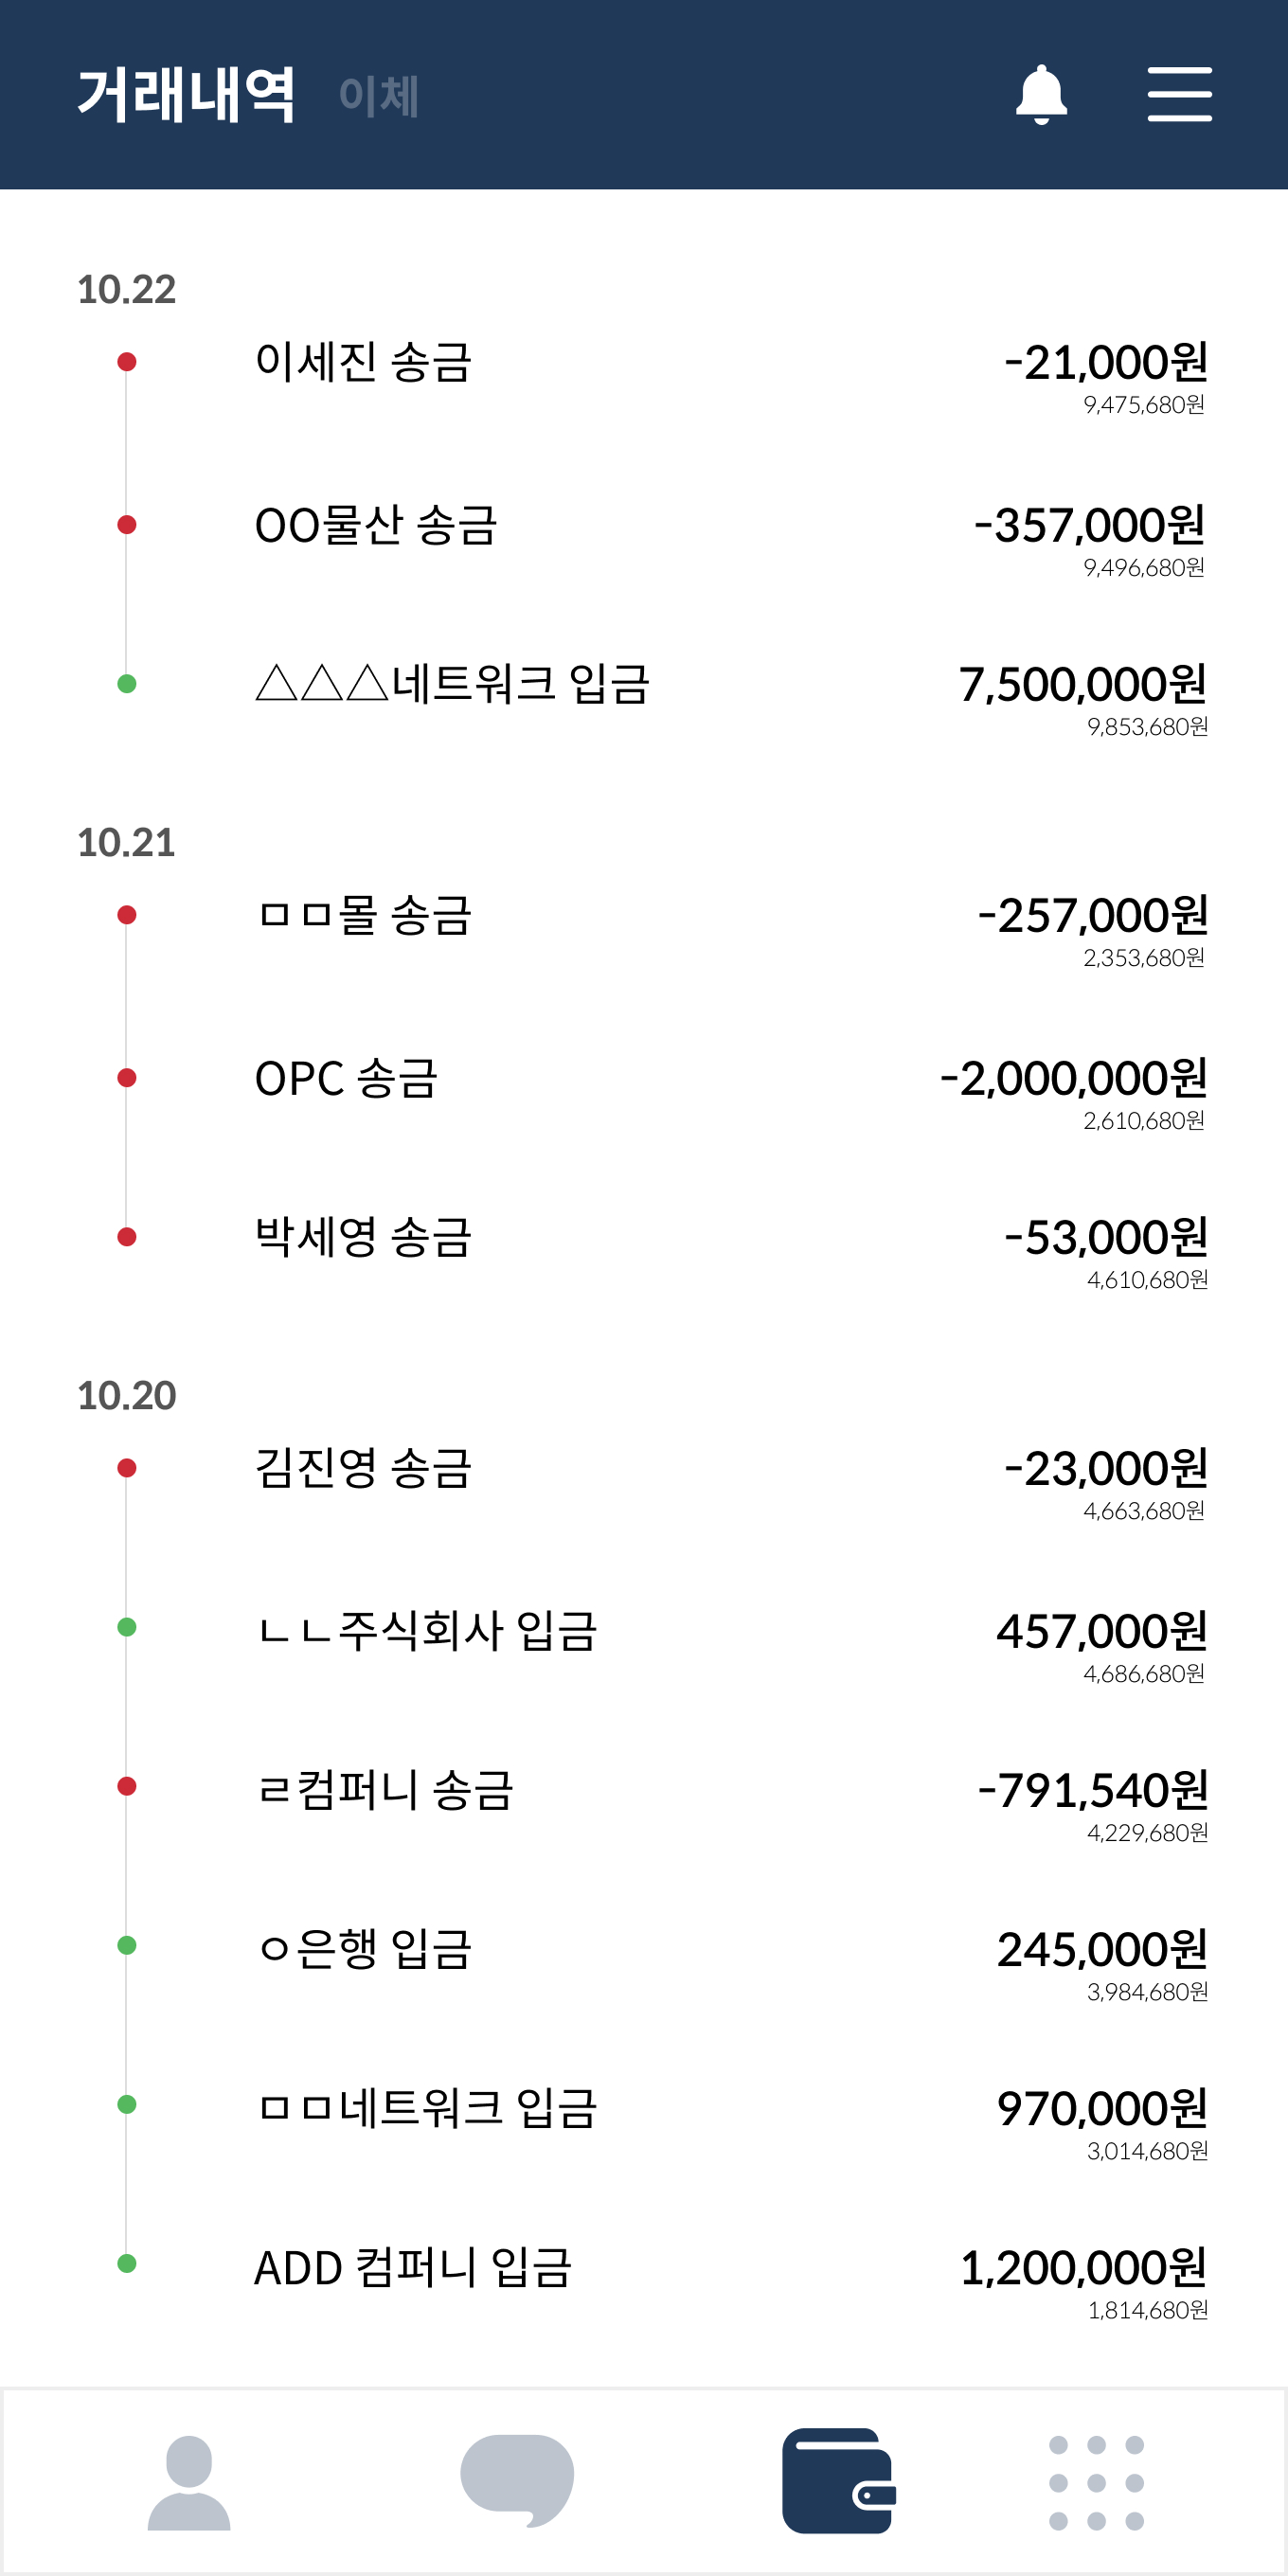 거래내역 이체
10.22
이세진 송금 -21,000원
9,475,680원
OO물산 송금 -357,000원
9,496,680원
△△△네트워크 입금 7,500,000원
9,853,680원
10.21
ㅁㅁ몰 송금 -257,000원
2,353,680원
OPC 송금 -2,000,000원
2,610,680원
박세영 송금 -53,000원
4,610,680원
10.20
김진영 송금 -23,000원
4,663,680원
ㄴㄴ주식회사 입금 457,000원
4,686,680원
ㄹ컴퍼니 송금 -791,540원
4,229,680원
ㅇ은행 입금 245,000원
3,984,680원
ㅁㅁ네트워크 입금 970,000원
3,014,680원
ADD 컴퍼니 입금 1,200,000원
1,814,680원